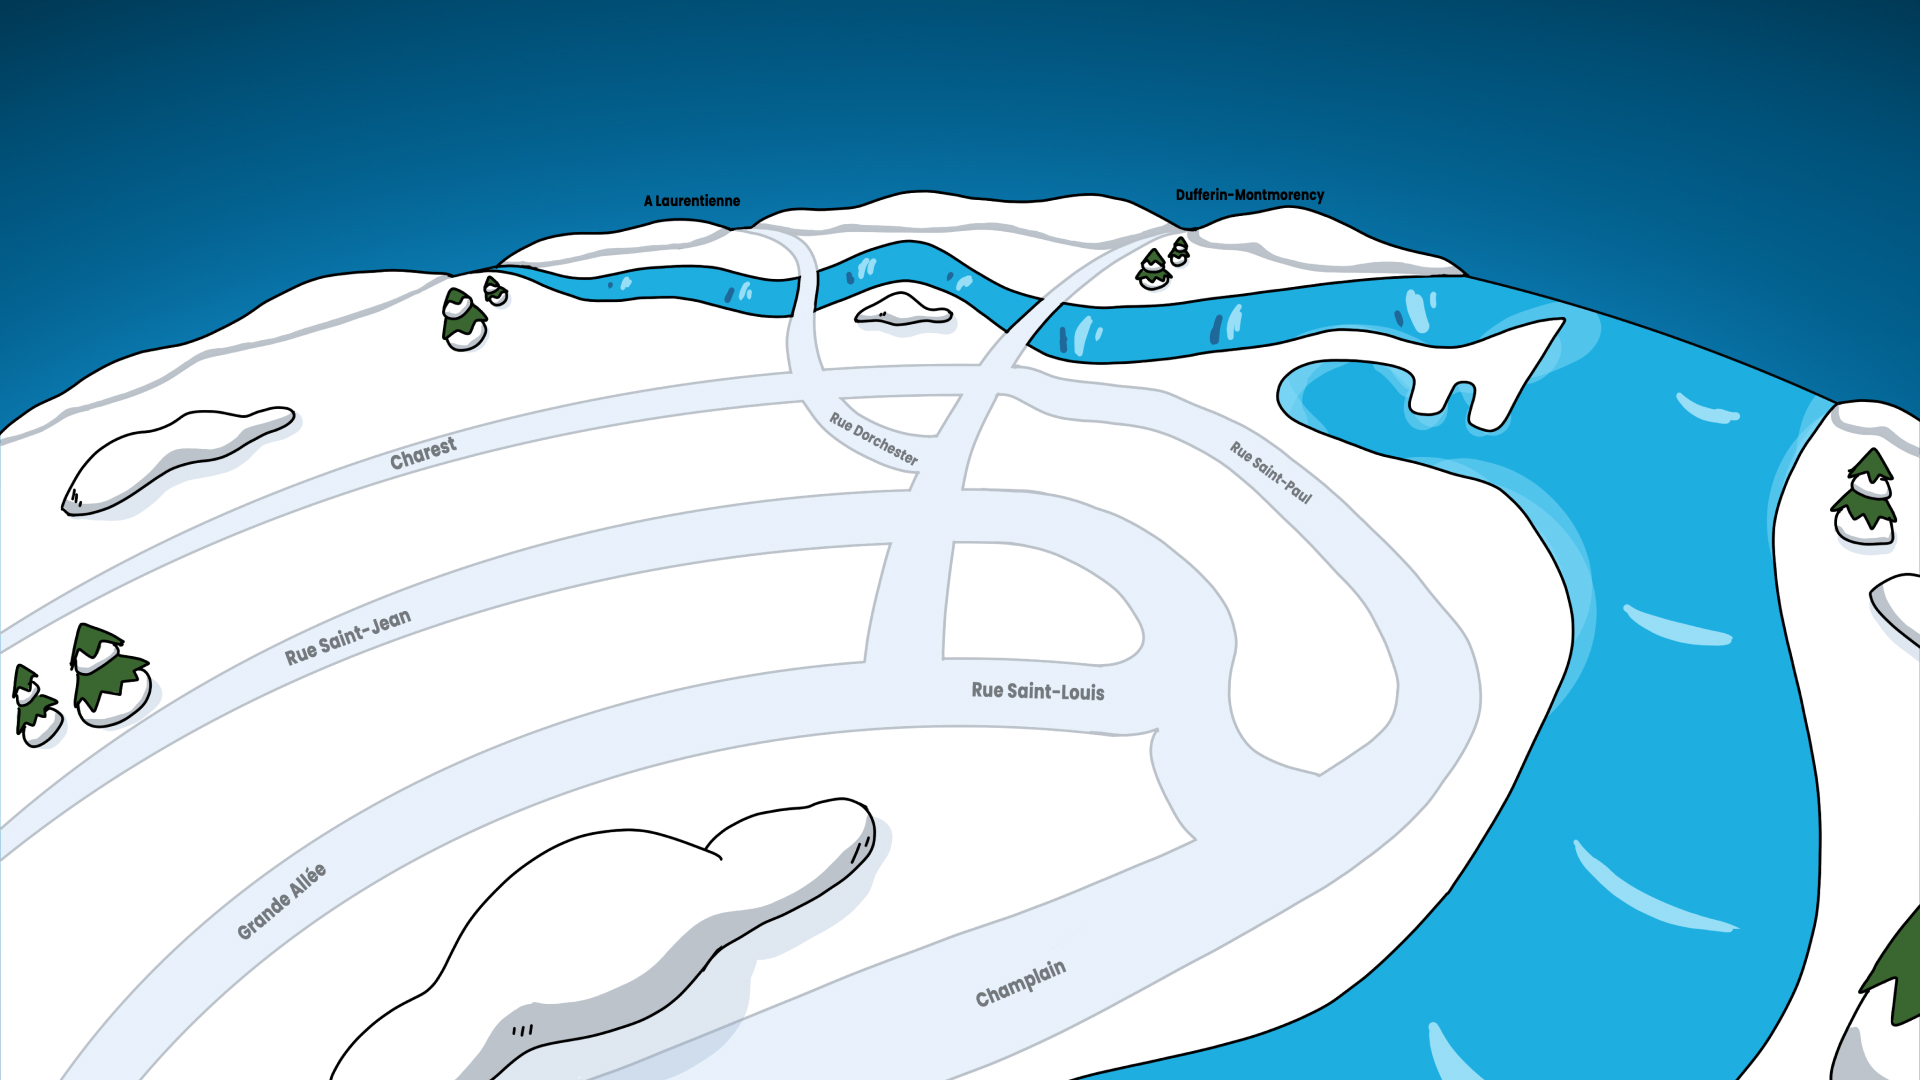 Dufferin-Montmorency
A Laurentienne
Rue Dorchester
Charest
Rue Saint-Paul
Rue Saint-Jean
Rue Saint-Louis
Grande Allée
Champlain